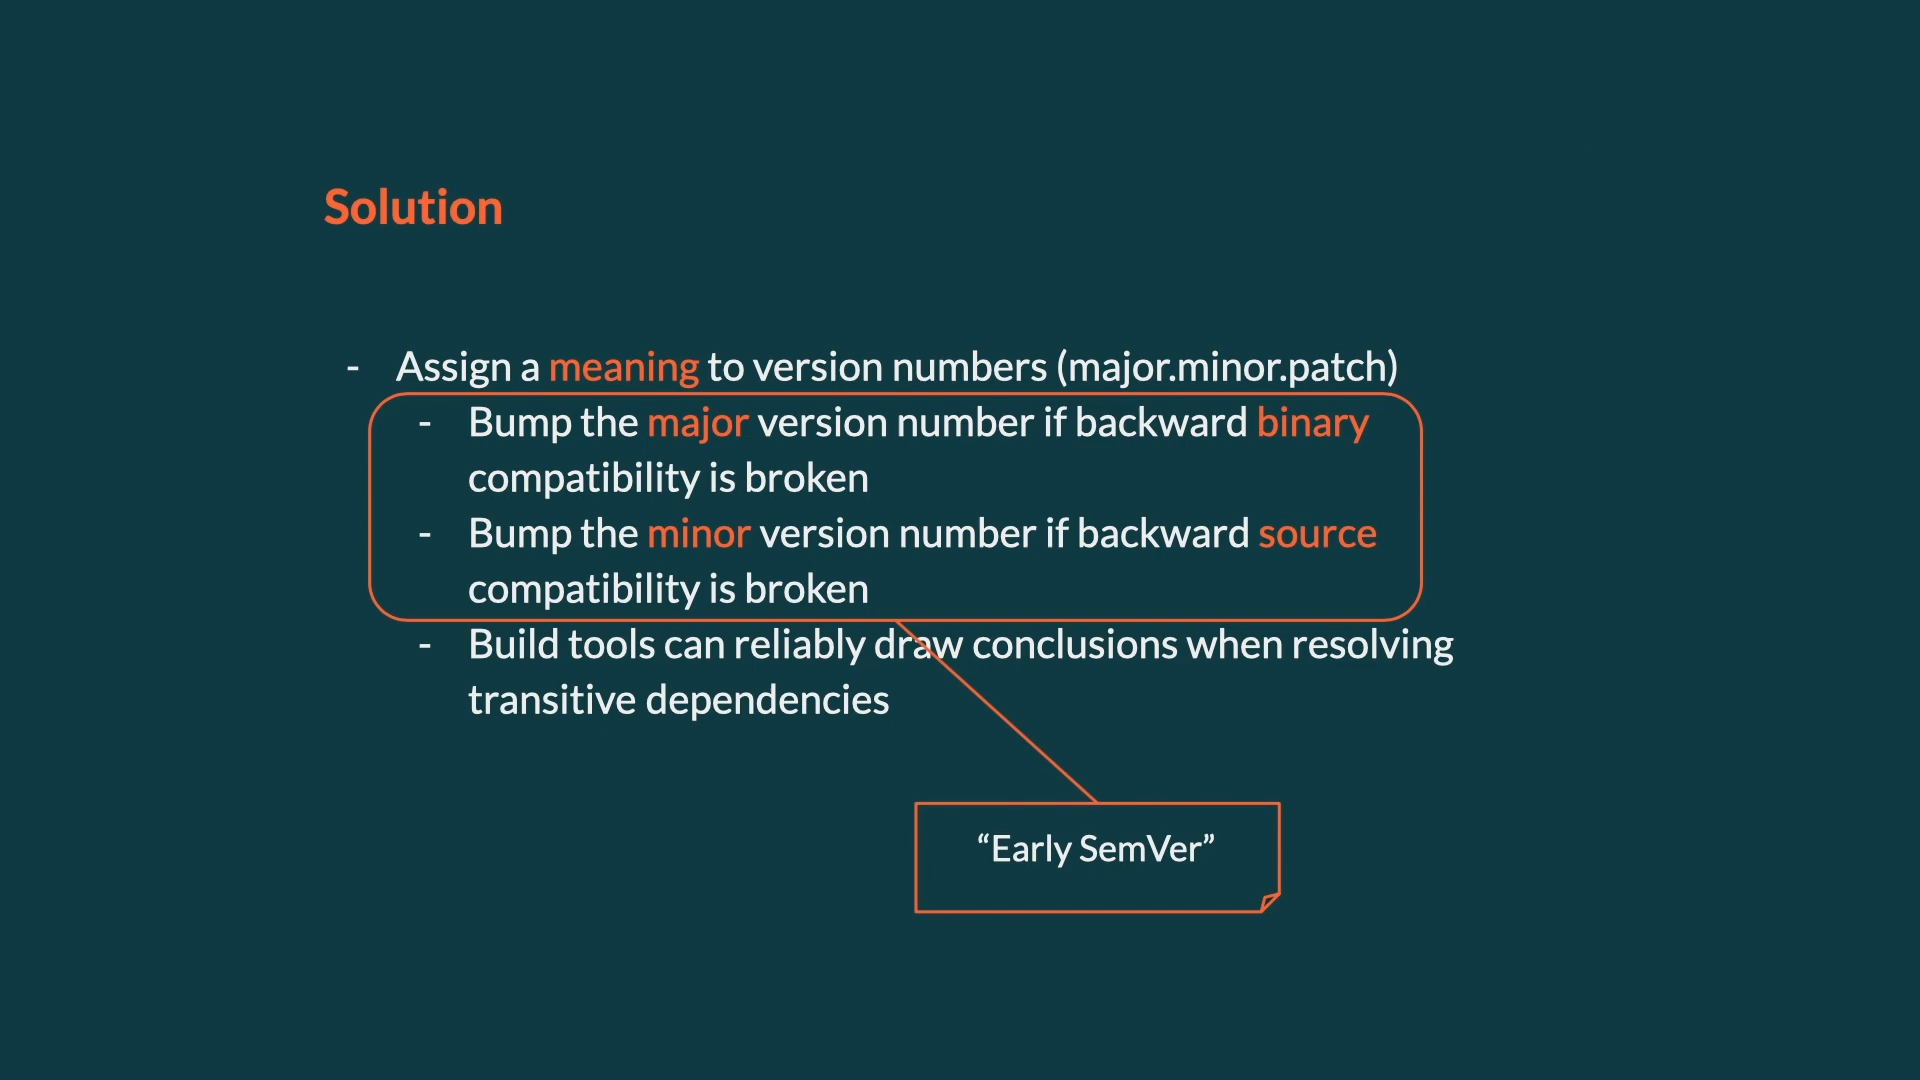 Solution
- Assign a meaning to version numbers (major.minor.patch)
- Bump the major version number if backward binary
compatibility is broken
- Bump the minor version number if backward source
compatibility is broken
- Build tools can reliably draw conclusions when resolving
transitive dependencies
“Early SemVer”